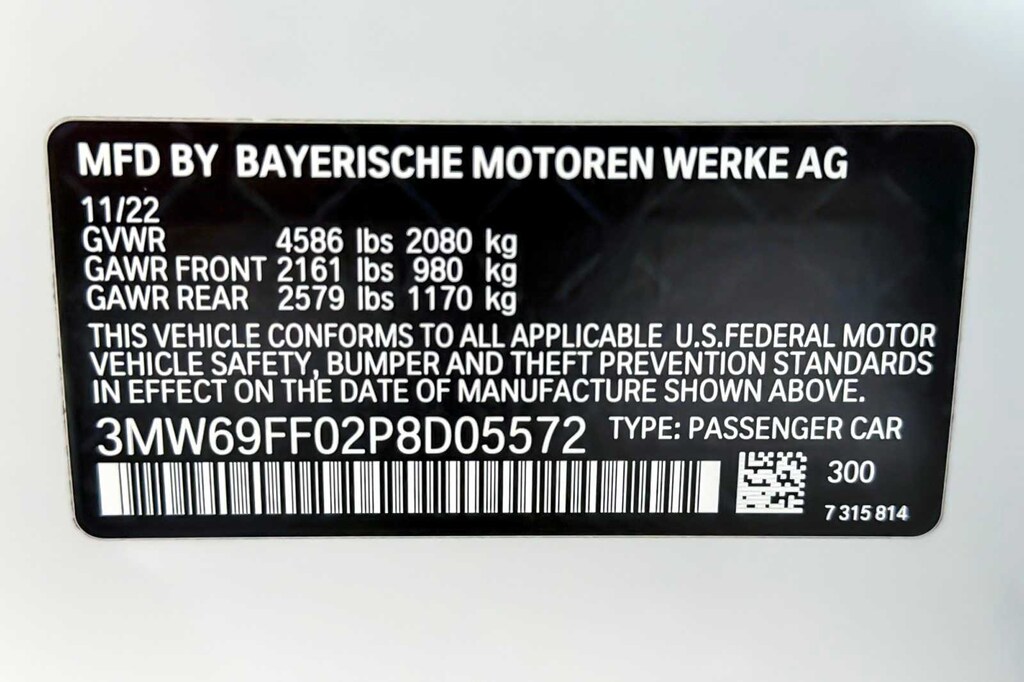 MFD BY BAYERISCHE MOTOREN WERKE AG
11/22
GVWR 4586 lbs 2080 kg
GAWR FRONT 2161 lbs 980 kg
GAWR REAR 2579 lbs 1170 kg
THIS VEHICLE CONFORMS TO ALL APPLICABLE U.S.FEDERAL MOTOR
VEHICLE SAFETY, BUMPER AND THEFT PREVENTION STANDARDS
IN EFFECT ON THE DATE OF MANUFACTURE SHOWN ABOVE.
3MW69FF02P8D05572 TYPE: PASSENGER CAR
300
7 315 814